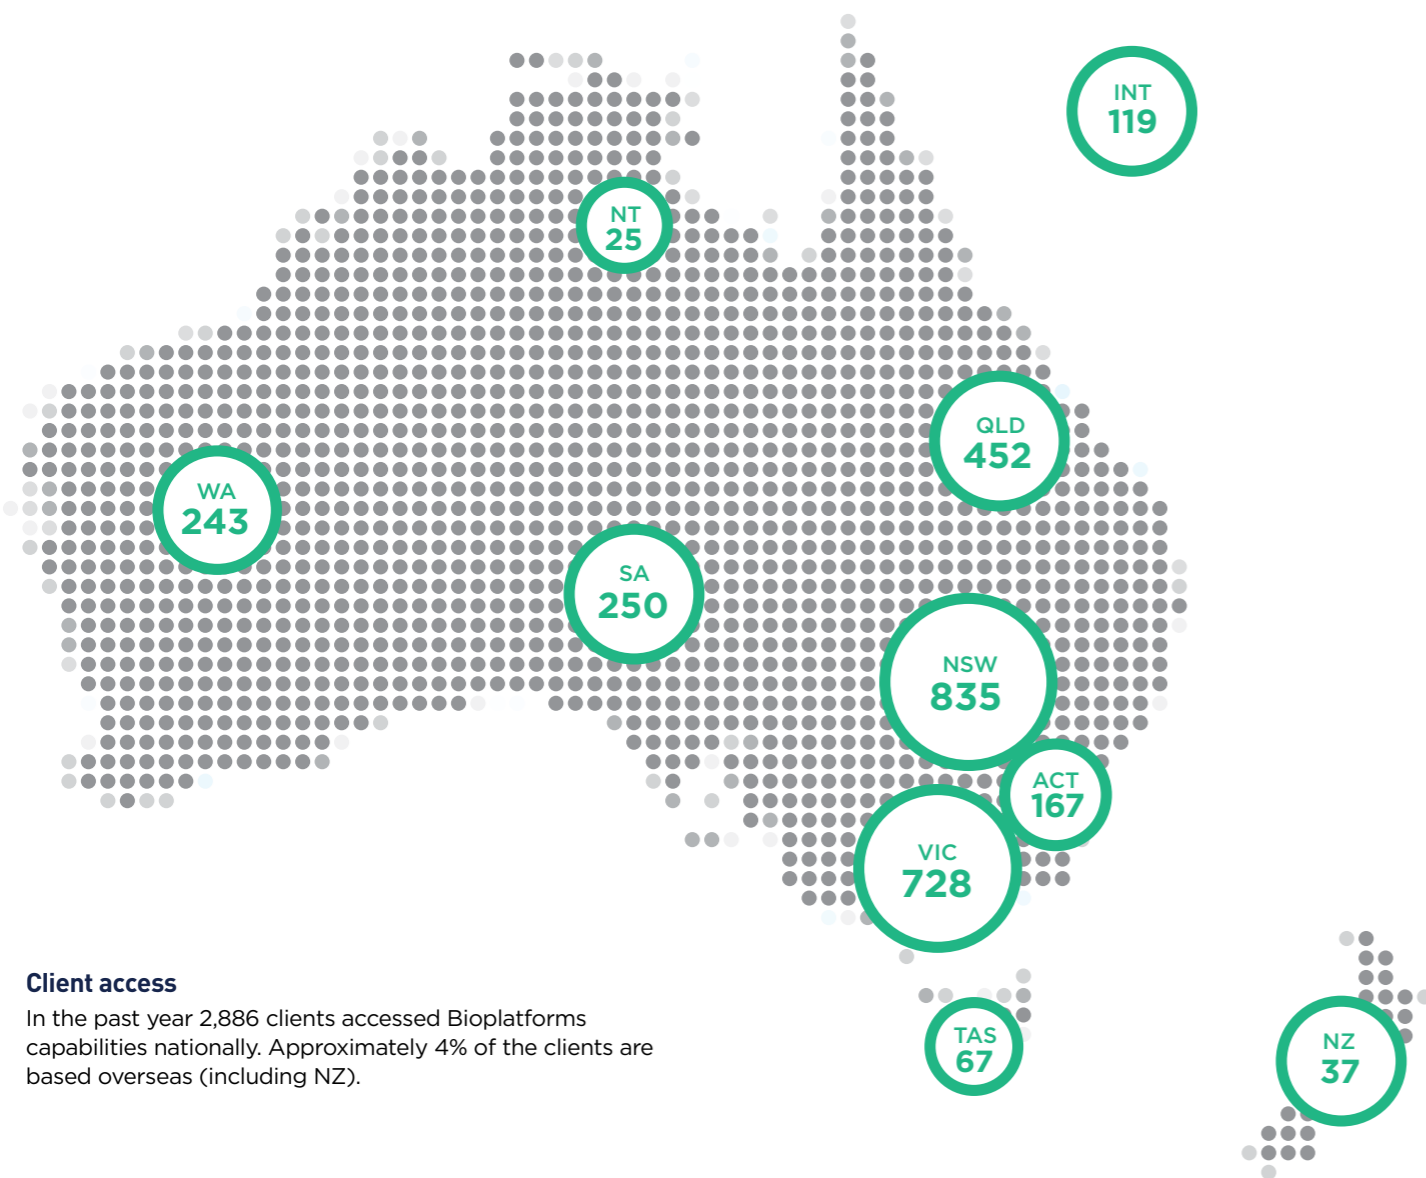 INT
119
NT
25
QLD
452
WA
243
SA
250
NSW
835
ACT
167
VIC
728
TAS
67
NZ
37
Client access
In the past year 2,886 clients accessed Bioplatforms
capabilities nationally. Approximately 4% of the clients are
based overseas (including NZ).